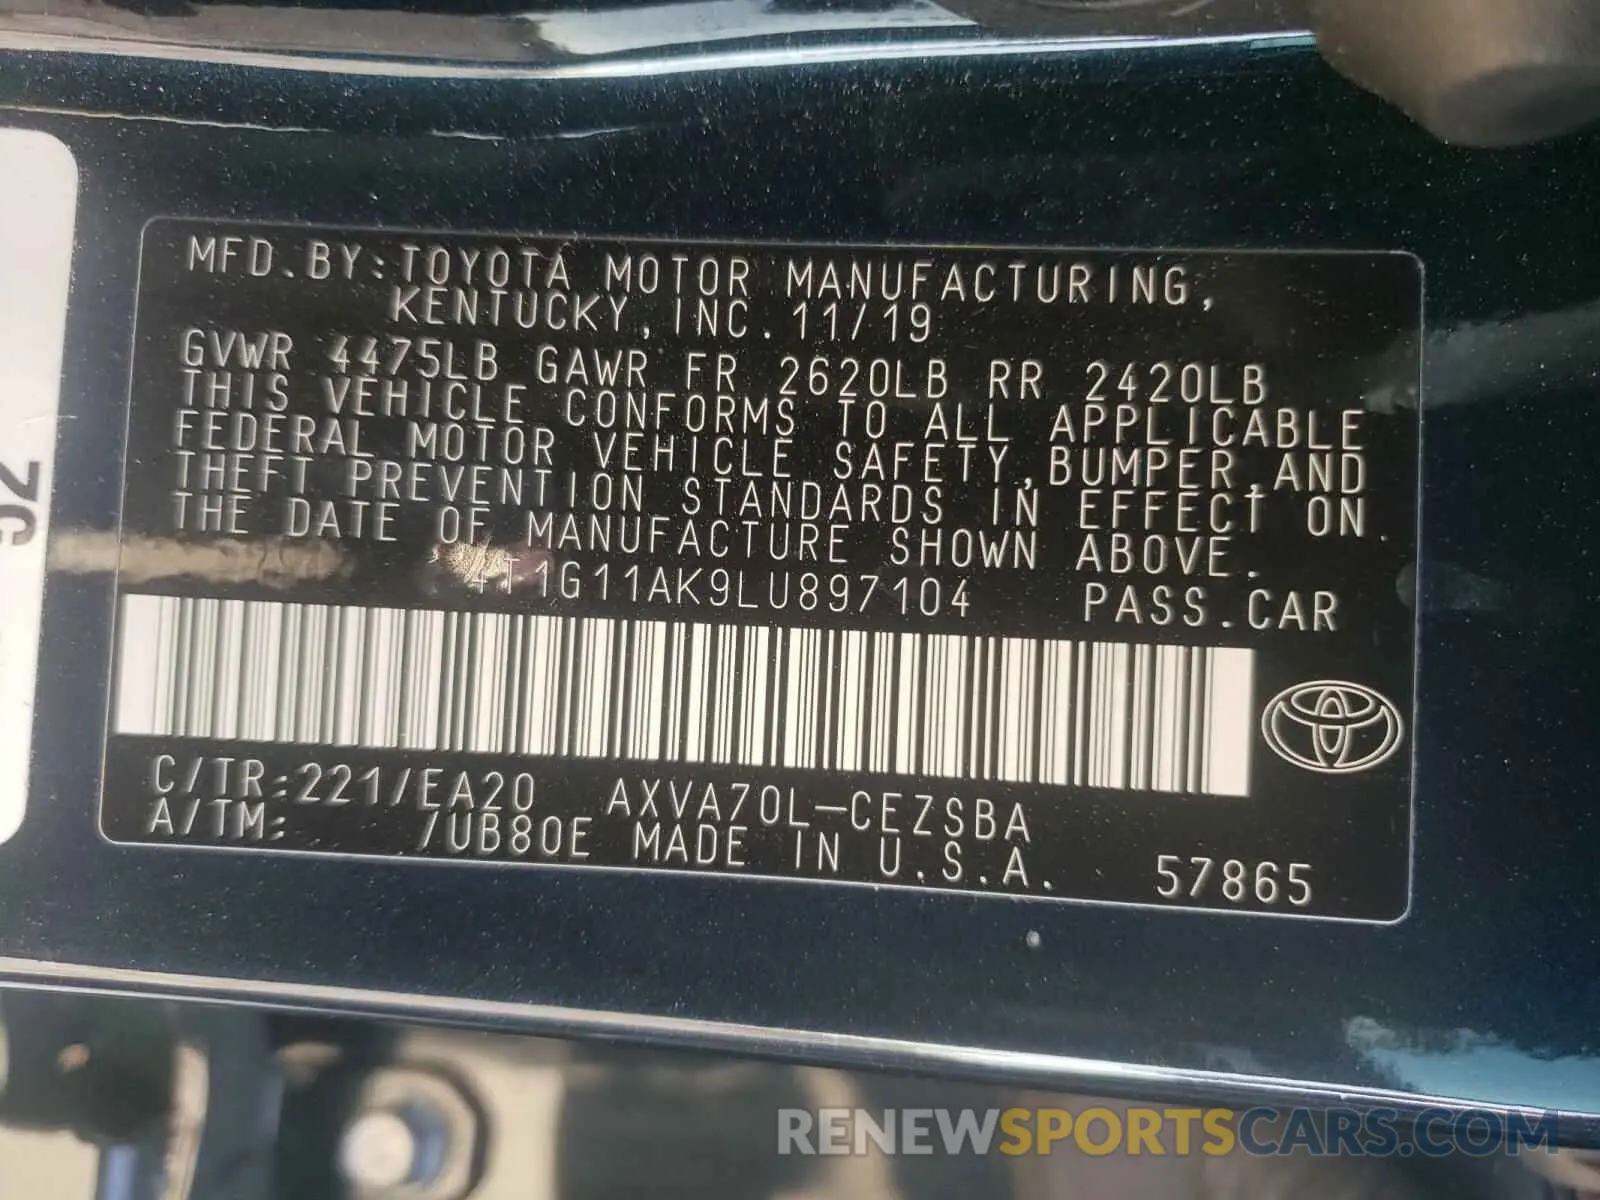 MFD.BY:TOYOTA MOTOR MANUFACTURING,
KENTUCKY,INC. 11/19
GVWR 4475LB GAWR FR 2620LB RR 2420LB
THIS VEHICLE CONFORMS TO ALL APPLICABLE
FEDERAL MOTOR VEHICLE SAFETY,BUMPER,AND
THEFT PREVENTION STANDARDS IN EFFECT ON
THE DATE OF MANUFACTURE SHOWN ABOVE.
4T1G11AK9LU897104 PASS.CAR
C/TR:221/EA20 AXVA70L-CEZSBA
A/TM: /UB80E MADE IN U.S.A. 57865
RENEWSPORTSCARS.COM